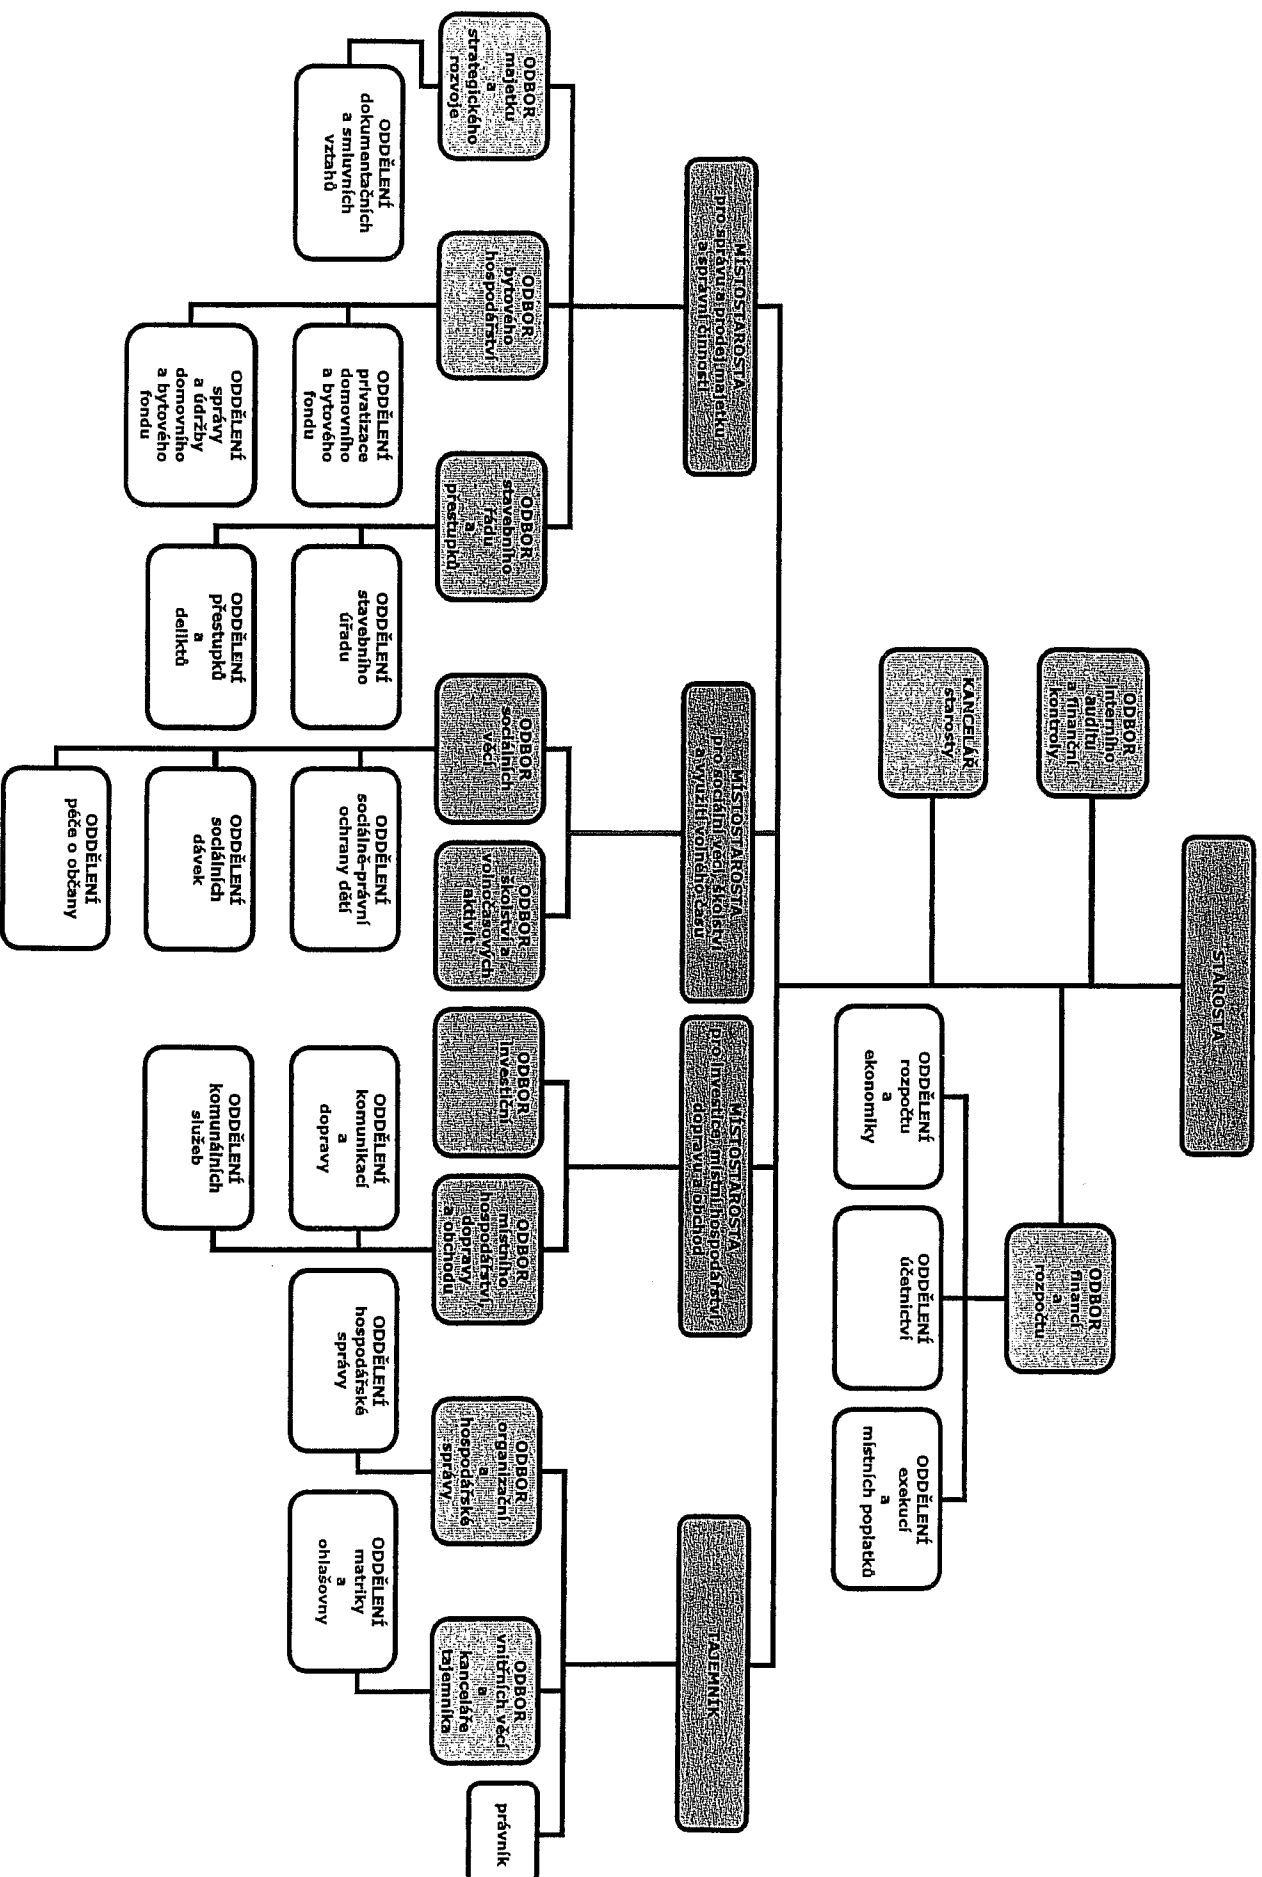 STAROSTA
ODBOR
interního
auditu
a finanční
kontroly
KANCELÁŘ
starosty
ODBOR
financí
a
rozpočtu
ODDĚLENÍ
rozpočtu
a
ekonomiky
ODDĚLENÍ
účetnictví
ODDĚLENÍ
exekucí
a
místních poplatků
MÍSTOSTAROSTA
pro správu a prodej majetku
a správní činnosti
MÍSTOSTAROSTA
pro sociální věci, školství
a využití volného času
MÍSTOSTAROSTA
pro investice, místní hospodářství,
dopravu a obchod
TAJEMNÍK
ODBOR
majetku
a
strategického
rozvoje
ODBOR
bytového
hospodářství
ODBOR
stavebního
řádu
a
přestupků
ODBOR
sociálních
věcí
ODBOR
školství a
volnočasových
aktivit
ODBOR
investiční
ODBOR
místního
hospodářství,
dopravy
a obchodu
ODBOR
organizační
a
hospodářské
správy
ODBOR
vnitřních věcí
a
kanceláře
tajemníka
právník
ODDĚLENÍ
dokumentačních
a smluvních
vztahů
ODDĚLENÍ
privatizace
domovního
a bytového
fondu
ODDĚLENÍ
stavebního
úřadu
ODDĚLENÍ
sociálně-právní
ochrany dětí
ODDĚLENÍ
komunikací
a
dopravy
ODDĚLENÍ
hospodářské
správy
ODDĚLENÍ
matriky
a
ohlašovny
ODDĚLENÍ
správy
a údržby
domovního
a bytového
fondu
ODDĚLENÍ
přestupků
a
deliktů
ODDĚLENÍ
sociálních
dávek
ODDĚLENÍ
komunálních
služeb
ODDĚLENÍ
péče o občany